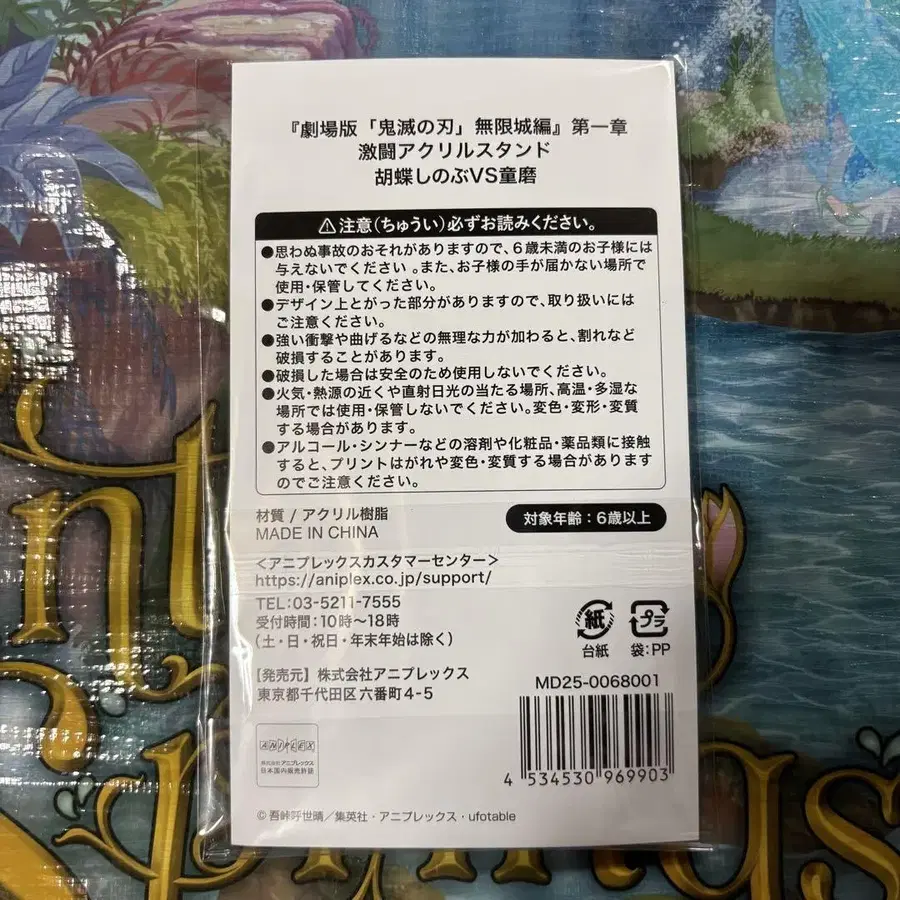 『劇場版「鬼滅の刃」無限城編』第一章
激闘アクリルスタンド
胡蝶しのぶVS童磨
⚠注意(ちゅうい)必ずお読みください。
●思わぬ事故のおそれがありますので、6歳未満のお子様には
与えないでください 。また、お子様の手が届かない場所で
使用・保管してください。
●デザイン上とがった部分がありますので、取り扱いには
ご注意ください。
●強い衝撃や曲げるなどの無理な力が加わると、割れなど
破損することがあります。
●破損した場合は安全のため使用しないでください。
●火気・熱源の近くや直射日光の当たる場所、高温・多湿な
場所では使用・保管しないでください。変色・変形・変質
する場合があります。
●アルコール・シンナーなどの溶剤や化粧品・薬品類に接触
すると、プリントはがれや変色・変質する場合があります
のでご注意ください。
材質 / アクリル樹脂
MADE IN CHINA
対象年齢:6歳以上
<アニプレックスカスタマーセンター>
https://aniplex.co.jp/support/
TEL:03-5211-7555
受付時間:10時〜18時
(土・日・祝日・年末年始は除く)
紙
台紙
プラ
袋:PP
【発売元】株式会社アニプレックス
東京都千代田区六番町4-5
MD25-0068001
4 534530 969903
ANIPLEX
株式会社アニプレックス
日本国内販売許諾
© 吾峠呼世晴/集英社・アニプレックス・ufotable